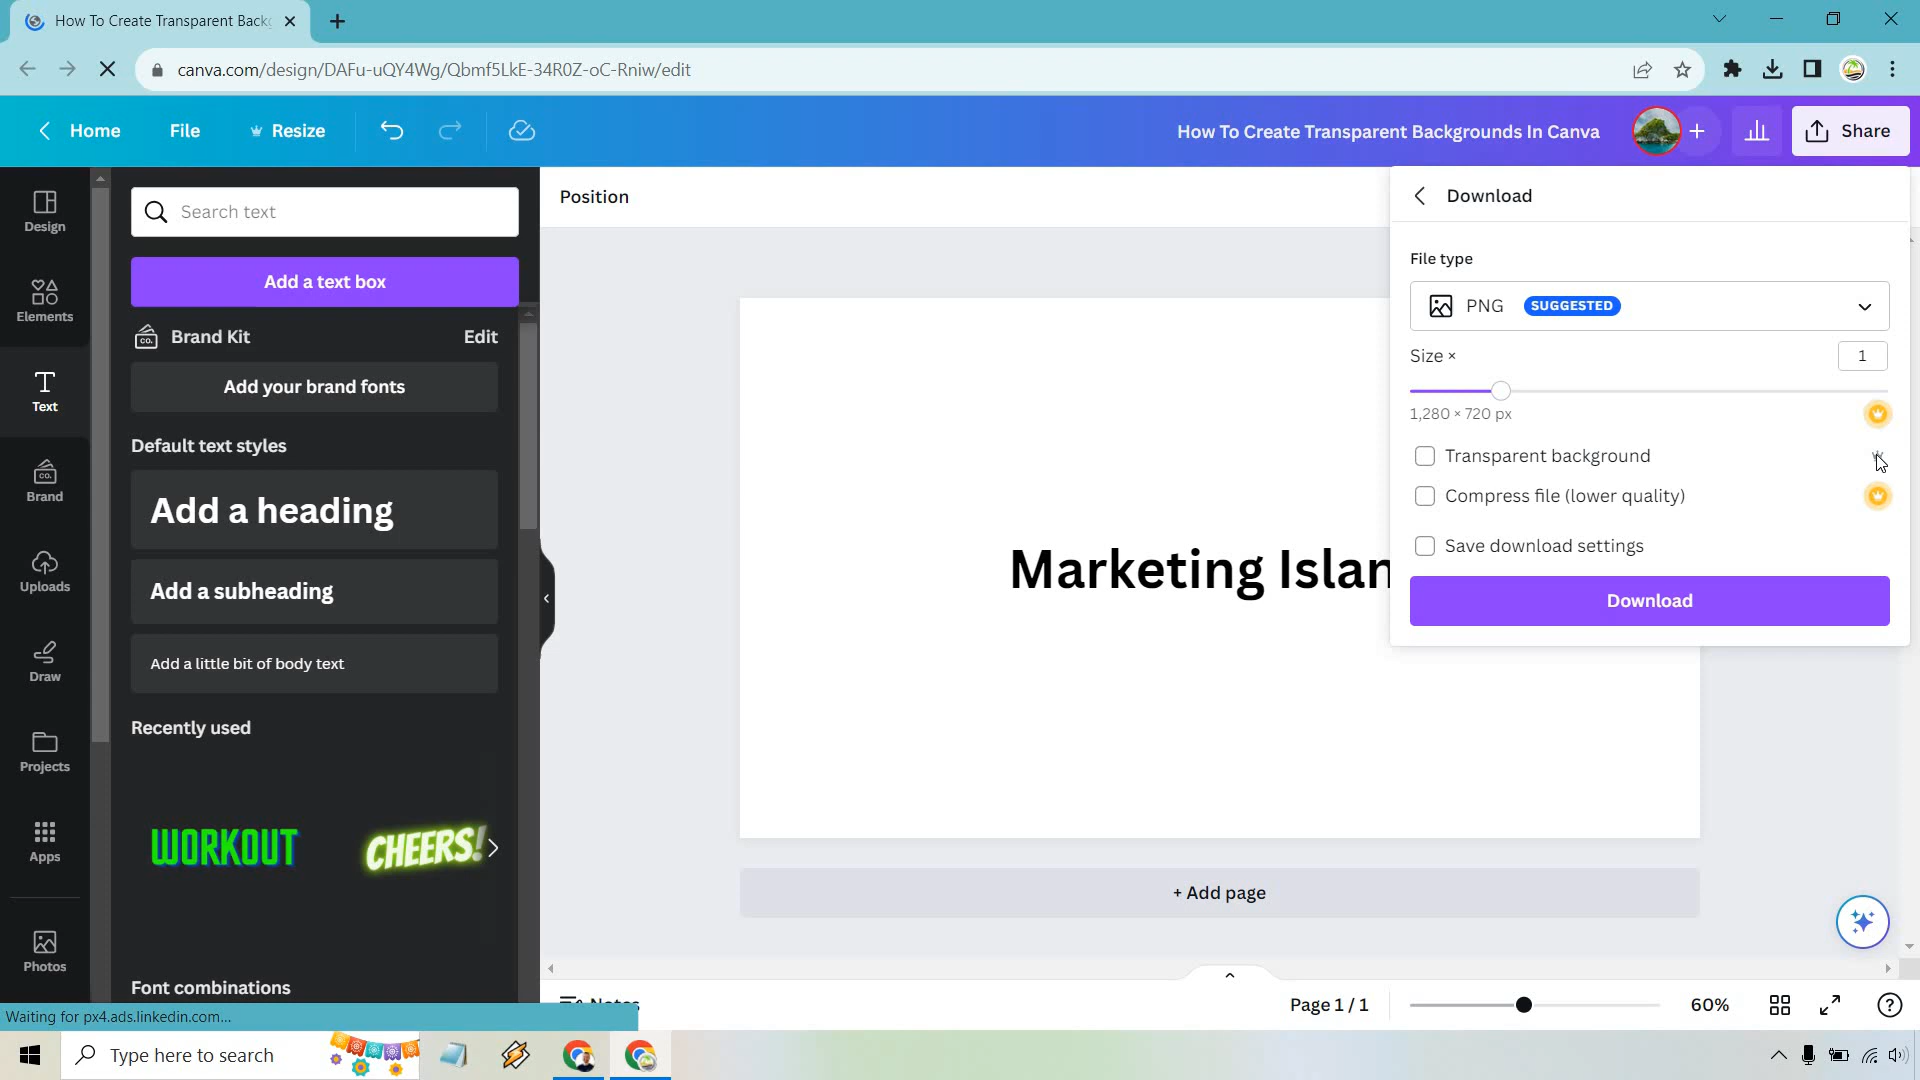 How To Create Transparent Backg
canva.com/design/DAFu-uQY4Wg/Qbmf5LkE-34R0Z-oC-Rniw/edit
Home
File
Resize
How To Create Transparent Backgrounds In Canva
Share
Design
Elements
Text
Brand
Uploads
Draw
Projects
Apps
Photos
Search text
Add a text box
CO.
Brand Kit
Edit
Add your brand fonts
Default text styles
Add a heading
Add a subheading
Add a little bit of body text
Recently used
WORKOUT
CHEERS!
Font combinations
Position
Marketing Islan
+ Add page
Download
File type
PNG
SUGGESTED
Size ×
1
1,280 × 720 px
Transparent background
Compress file (lower quality)
Save download settings
Download
Notes
Page 1 / 1
60%
Waiting for px4.ads.linkedin.com...
Type here to search